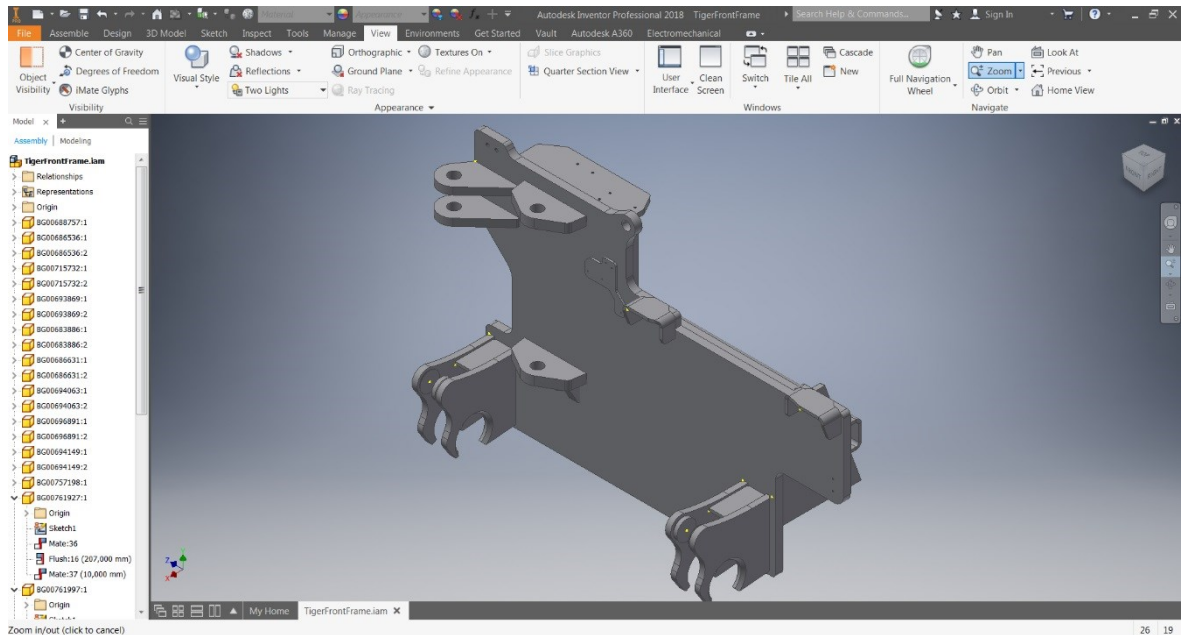 Autodesk Inventor Professional 2018 TigerFrontFrame
Search Help & Commands...
Sign In
File Assemble Design 3D Model Sketch Inspect Tools Manage View Environments Get Started Vault Autodesk A360 Electromechanical
Object Visibility
Center of Gravity
Degrees of Freedom
iMate Glyphs
Visibility
Visual Style
Shadows
Reflections
Two Lights
Orthographic
Ground Plane
Ray Tracing
Textures On
Refine Appearance
Appearance
Slice Graphics
Quarter Section View
User Interface
Clean Screen
Switch
Tile All
Cascade
New
Windows
Full Navigation Wheel
Pan
Zoom
Orbit
Look At
Previous
Home View
Navigate
Model
Assembly Modeling
TigerFrontFrame.iam
Relationships
Representations
Origin
BG00688757:1
BG00686536:1
BG00686536:2
BG00715732:1
BG00715732:2
BG00693869:1
BG00693869:2
BG00683886:1
BG00683886:2
BG00686631:1
BG00686631:2
BG00694063:1
BG00694063:2
BG00696891:1
BG00696891:2
BG00694149:1
BG00694149:2
BG00757198:1
BG00761927:1
Origin
Sketch1
Mate:36
Flush:16 (207,000 mm)
Mate:37 (10,000 mm)
BG00761997:1
Origin
Z
X
My Home TigerFrontFrame.iam
Zoom in/out (click to cancel)
26 19